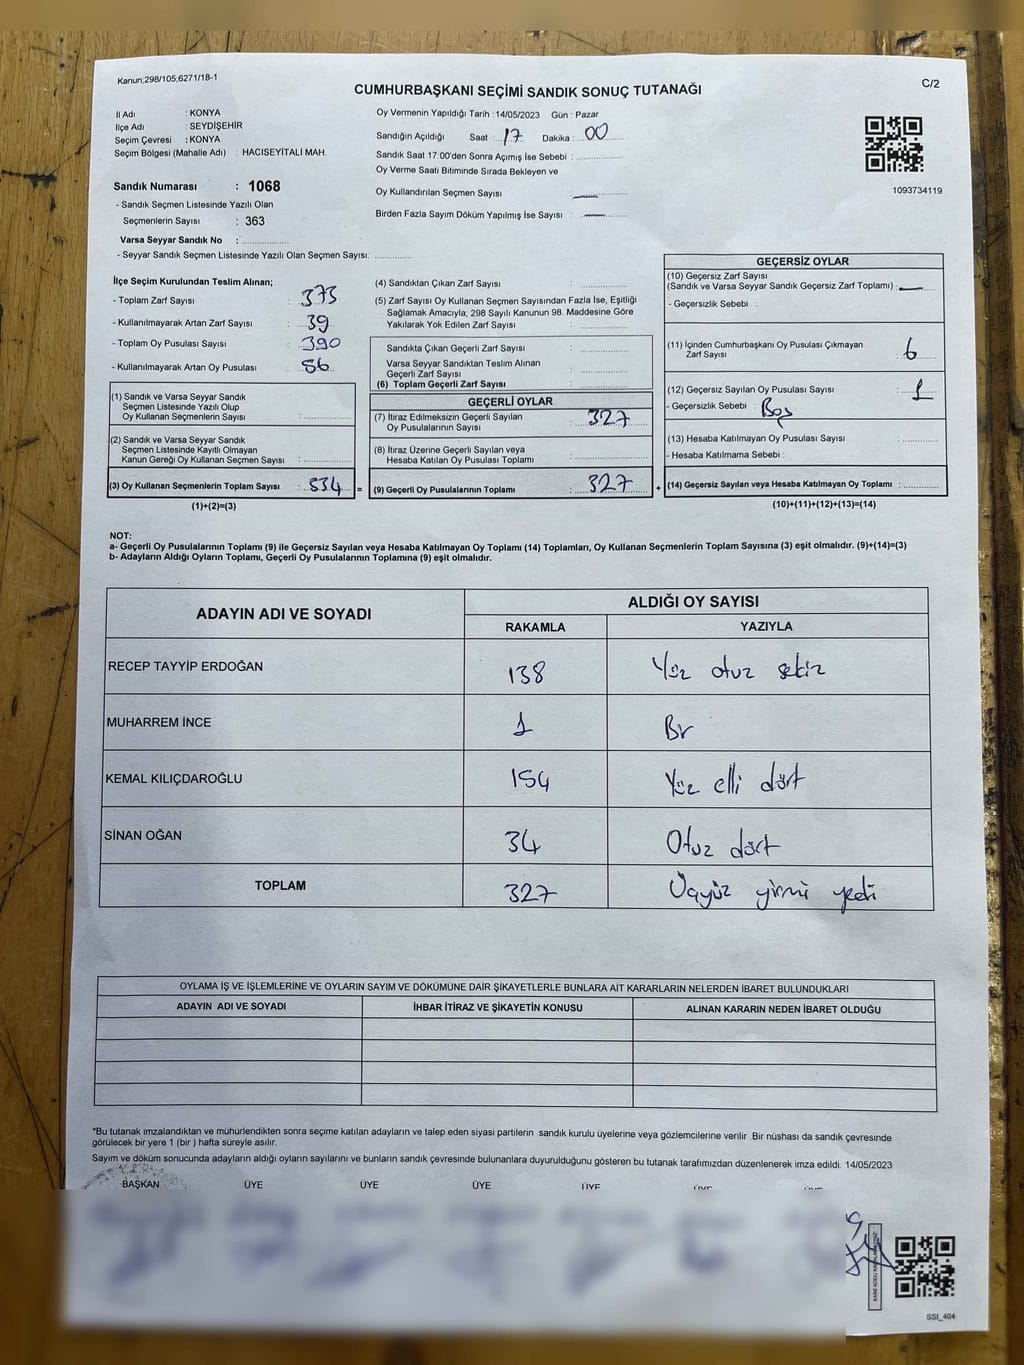 Kanun;298/105,6271/18-1
CUMHURBAŞKANI SEÇİMİ SANDIK SONUÇ TUTANAĞI
C/2
İl Adı : KONYA
İlçe Adı : SEYDİŞEHİR
Seçim Çevresi : KONYA
Seçim Bölgesi (Mahalle Adı) : HACISEYİTALİ MAH.
Oy Vermenin Yapıldığı Tarih :14/05/2023 Gün : Pazar
Sandığın Açıldığı Saat : 17 Dakika : 00
Sandık Saat 17:00'den Sonra Açımış İse Sebebi :
Oy Verme Saati Bitiminde Sırada Bekleyen ve
Oy Kullandırılan Seçmen Sayısı : —
Birden Fazla Sayım Döküm Yapılmış İse Sayısı : —
1093734119
Sandık Numarası : 1068
- Sandık Seçmen Listesinde Yazılı Olan
Seçmenlerin Sayısı : 363
Varsa Seyyar Sandık No :
- Seyyar Sandık Seçmen Listesinde Yazılı Olan Seçmen Sayısı:
İlçe Seçim Kurulundan Teslim Alınan;
- Toplam Zarf Sayısı : 373
- Kullanılmayarak Artan Zarf Sayısı : 39
- Toplam Oy Pusulası Sayısı : 390
- Kullanılmayarak Artan Oy Pusulası : 56
(1) Sandık ve Varsa Seyyar Sandık
Seçmen Listesinde Yazılı Olup
Oy Kullanan Seçmenlerin Sayısı :
(2) Sandık ve Varsa Seyyar Sandık
Seçmen Listesinde Kayıtlı Olmayan
Kanun Gereği Oy Kullanan Seçmen Sayısı :
(3) Oy Kullanan Seçmenlerin Toplam Sayısı : 334 =
(1)+(2)=(3)
(4) Sandıktan Çıkan Zarf Sayısı :
(5) Zarf Sayısı Oy Kullanan Seçmen Sayısından Fazla İse, Eşitliği
Sağlamak Amacıyla; 298 Sayılı Kanunun 98. Maddesine Göre
Yakılarak Yok Edilen Zarf Sayısı :
Sandıkta Çıkan Geçerli Zarf Sayısı :
Varsa Seyyar Sandıktan Teslim Alınan
Geçerli Zarf Sayısı :
(6) Toplam Geçerli Zarf Sayısı :
GEÇERLİ OYLAR
(7) İtiraz Edilmeksizin Geçerli Sayılan
Oy Pusulalarının Sayısı : 327
(8) İtiraz Üzerine Geçerli Sayılan veya
Hesaba Katılan Oy Pusulası Toplamı :
(9) Geçerli Oy Pusulalarının Toplamı : 327 +
GEÇERSİZ OYLAR
(10) Geçersiz Zarf Sayısı
(Sandık ve Varsa Seyyar Sandık Geçersiz Zarf Toplamı) : —
- Geçersizlik Sebebi :
(11) İçinden Cumhurbaşkanı Oy Pusulası Çıkmayan
Zarf Sayısı : 6
(12) Geçersiz Sayılan Oy Pusulası Sayısı : 1
- Geçersizlik Sebebi : Boş
(13) Hesaba Katılmayan Oy Pusulası Sayısı :
- Hesaba Katılmama Sebebi :
(14) Geçersiz Sayılan veya Hesaba Katılmayan Oy Toplamı :
(10)+(11)+(12)+(13)=(14)
NOT:
a- Geçerli Oy Pusulalarının Toplamı (9) ile Geçersiz Sayılan veya Hesaba Katılmayan Oy Toplamı (14) Toplamları, Oy Kullanan Seçmenlerin Toplam Sayısına (3) eşit olmalıdır. (9)+(14)=(3)
b- Adayların Aldığı Oyların Toplamı, Geçerli Oy Pusulalarının Toplamına (9) eşit olmalıdır.
ADAYIN ADI VE SOYADI ALDIĞI OY SAYISI
RAKAMLA YAZIYLA
RECEP TAYYİP ERDOĞAN 138 Yüz otuz sekiz
MUHARREM İNCE 1 Bir
KEMAL KILIÇDAROĞLU 154 Yüz elli dört
SİNAN OĞAN 34 Otuz dört
TOPLAM 327 Üçyüz yirmi yedi
OYLAMA İŞ VE İŞLEMLERİNE VE OYLARIN SAYIM VE DÖKÜMÜNE DAİR ŞİKAYETLERLE BUNLARA AİT KARARLARIN NELERDEN İBARET BULUNDUKLARI
ADAYIN ADI VE SOYADI İHBAR İTİRAZ VE ŞİKAYETİN KONUSU ALINAN KARARIN NEDEN İBARET OLDUĞU
*Bu tutanak imzalandıktan ve mühürlendikten sonra seçime katılan adayların ve talep eden siyasi partilerin sandık kurulu üyelerine veya gözlemcilerine verilir .Bir nüshası da sandık çevresinde
görülecek bir yere 1 (bir ) hafta süreyle asılır.
Sayım ve döküm sonucunda adayların aldığı oyların sayılarını ve bunların sandık çevresinde bulunanlara duyurulduğunu gösteren bu tutanak tarafımızdan düzenlenerek imza edildi. 14/05/2023
BAŞKAN ÜYE ÜYE ÜYE ÜYE ÜYE ÜYE
SSI_404